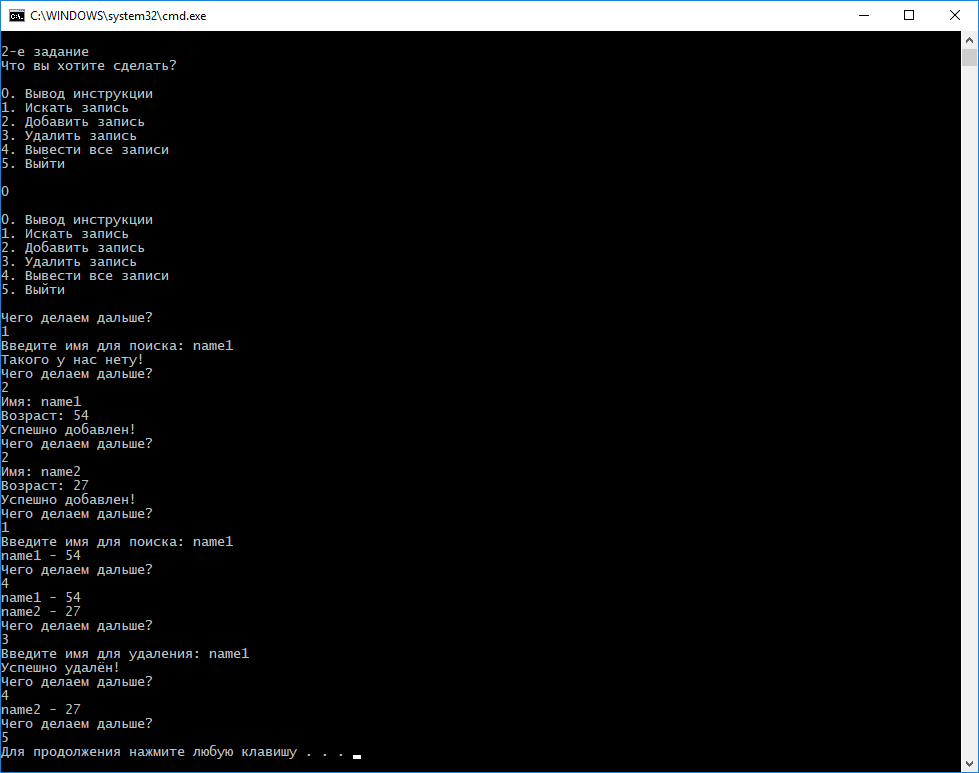 C:\WINDOWS\system32\cmd.exe
2-е задание
Что вы хотите сделать?
0. Вывод инструкции
1. Искать запись
2. Добавить запись
3. Удалить запись
4. Вывести все записи
5. Выйти
0
0. Вывод инструкции
1. Искать запись
2. Добавить запись
3. Удалить запись
4. Вывести все записи
5. Выйти
Чего делаем дальше?
1
Введите имя для поиска: name1
Такого у нас нету!
Чего делаем дальше?
2
Имя: name1
Возраст: 54
Успешно добавлен!
Чего делаем дальше?
2
Имя: name2
Возраст: 27
Успешно добавлен!
Чего делаем дальше?
1
Введите имя для поиска: name1
name1 - 54
Чего делаем дальше?
4
name1 - 54
name2 - 27
Чего делаем дальше?
3
Введите имя для удаления: name1
Успешно удалён!
Чего делаем дальше?
4
name2 - 27
Чего делаем дальше?
5
Для продолжения нажмите любую клавишу . . .